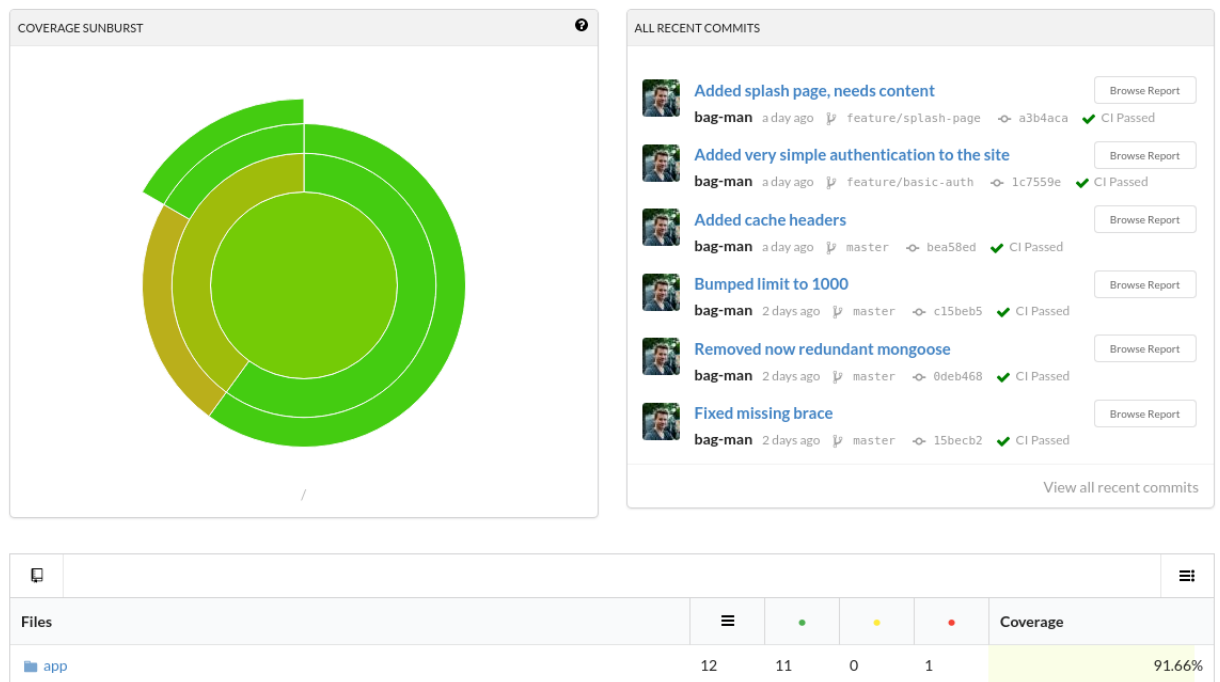 COVERAGE SUNBURST
/
ALL RECENT COMMITS
Added splash page, needs content
Browse Report
bag-man a day ago feature/splash-page a3b4aca CI Passed
Added very simple authentication to the site
Browse Report
bag-man a day ago feature/basic-auth 1c7559e CI Passed
Added cache headers
Browse Report
bag-man a day ago master bea58ed CI Passed
Bumped limit to 1000
Browse Report
bag-man 2 days ago master c15beb5 CI Passed
Removed now redundant mongoose
Browse Report
bag-man 2 days ago master 0deb468 CI Passed
Fixed missing brace
Browse Report
bag-man 2 days ago master 15becb2 CI Passed
View all recent commits
Files Coverage
app 12 11 0 1 91.66%